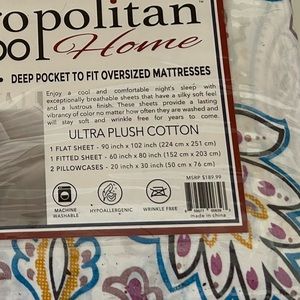 opolitan
ool Home
• DEEP POCKET TO FIT OVERSIZED MATTRESSES
Enjoy a cool and comfortable night's sleep with
exceptionally breathable sheets that have a silky soft feel
and a lustrous finish. These sheets provide a lasting
vibrancy of color no matter how often they are washed and
will stay soft and wrinkle free for years to come.
ULTRA PLUSH COTTON
1 FLAT SHEET - 90 inch x 102 inch (224 cm x 251 cm)
1 FITTED SHEET - 60 inch x 80 inch (152 cm x 203 cm)
2 PILLOWCASES - 20 inch x 30 inch (50 cm x 76 cm)
MSRP $189.99
MACHINE
WASHABLE
HYPOALLERGENIC
WRINKLE FREE
made in china